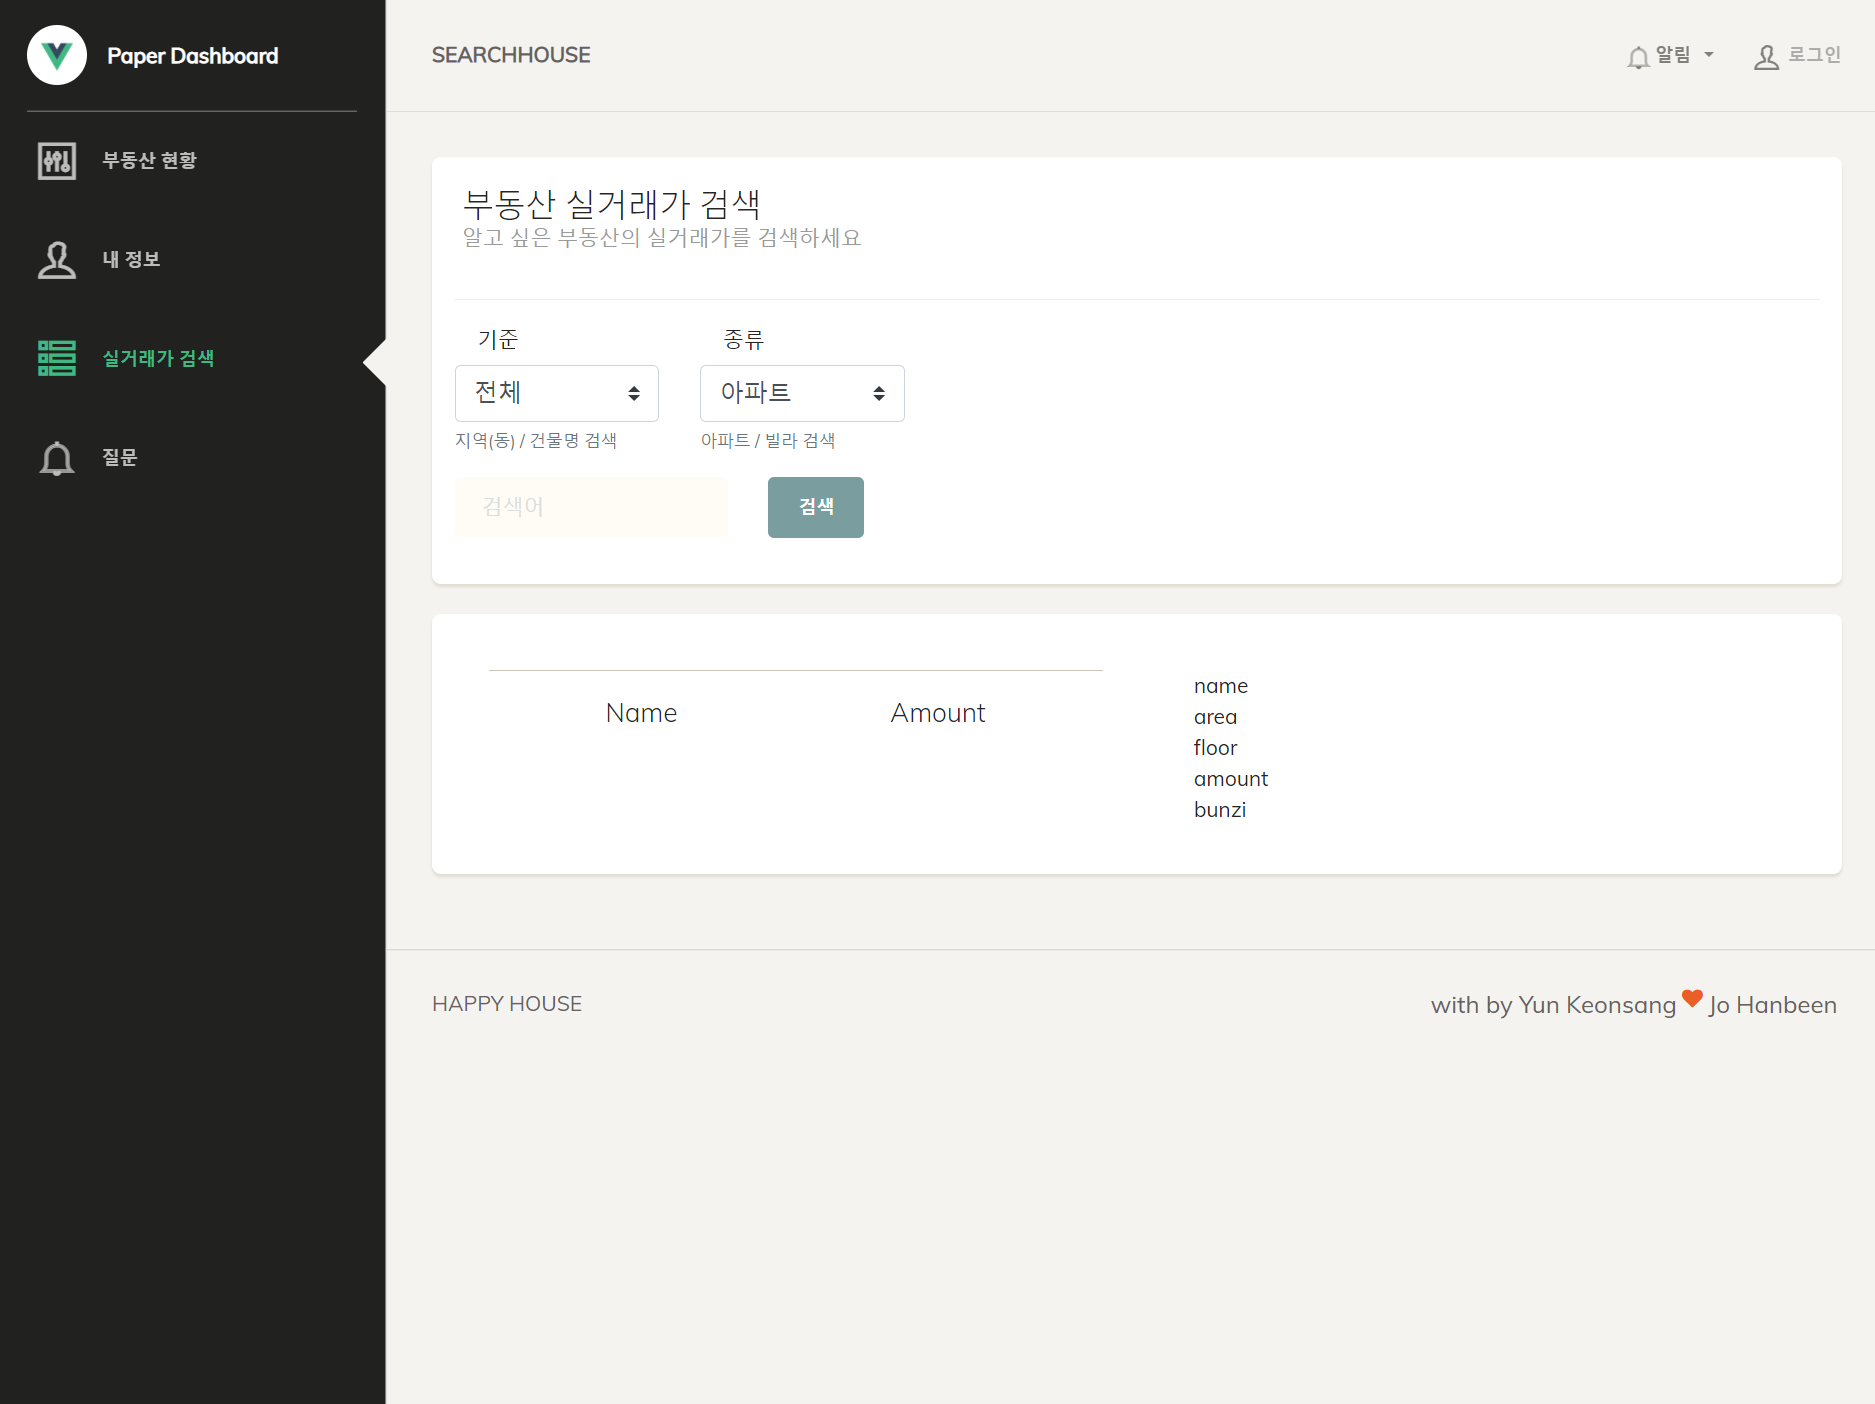 Paper Dashboard
부동산 현황
내 정보
실거래가 검색
질문
SEARCHHOUSE
알림
로그인
부동산 실거래가 검색
알고 싶은 부동산의 실거래가를 검색하세요
기준 종류
전체 아파트
지역(동) / 건물명 검색 아파트 / 빌라 검색
검색어 검색
Name Amount
name
area
floor
amount
bunzi
HAPPY HOUSE
with by Yun Keonsang Jo Hanbeen